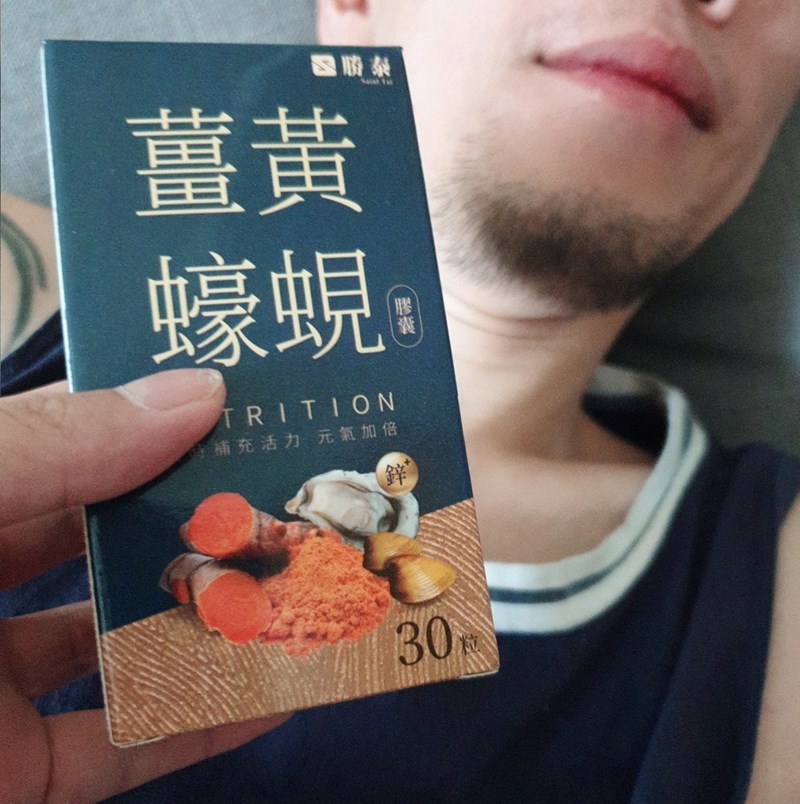 勝泰
Saint Tai
薑黃
蠔蜆
膠囊
TRITION
補充活力 元氣加倍
鋅+
30粒